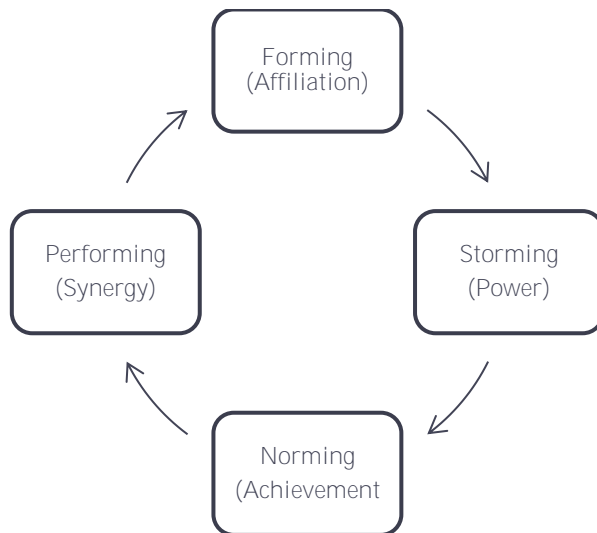 Forming
(Affiliation)
Storming
(Power)
Norming
(Achievement
Performing
(Synergy)